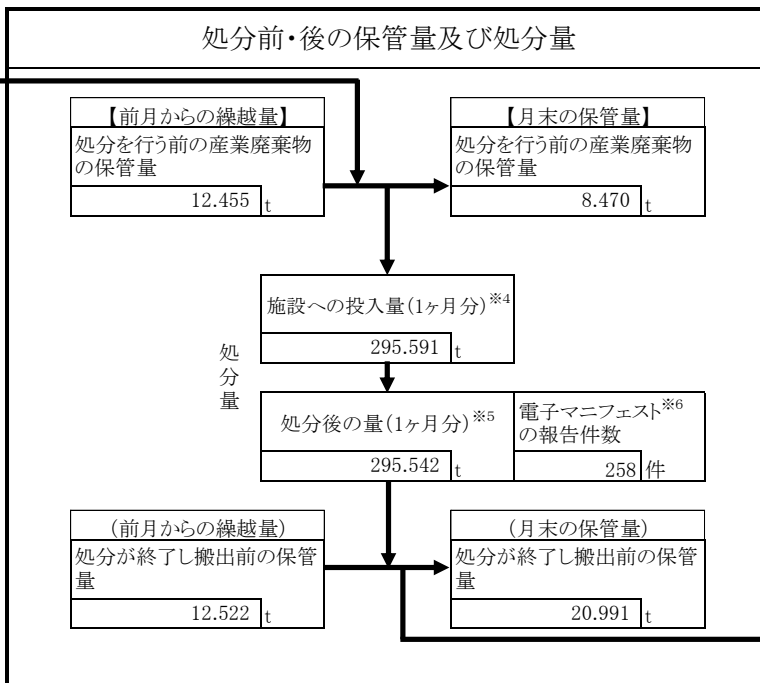 処分前・後の保管量及び処分量
【前月からの繰越量】
処分を行う前の産業廃棄物
の保管量
12.455 t
【月末の保管量】
処分を行う前の産業廃棄物
の保管量
8.470 t
施設への投入量(1ヶ月分)※4
295.591 t
処
分
量
処分後の量(1ヶ月分)※5
295.542 t
電子マニフェスト※6
の報告件数
258 件
(前月からの繰越量)
処分が終了し搬出前の保管
量
12.522 t
(月末の保管量)
処分が終了し搬出前の保管
量
20.991 t